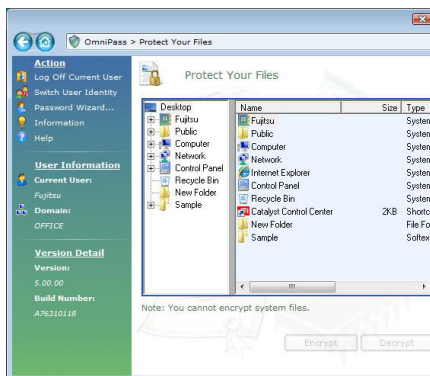 OmniPass > Protect Your Files
Action
Log Off Current User
Switch User Identity
Password Wizard...
Information
Help
User Information
Current User:
Fujitsu
Domain:
OFFICE
Version Detail
Version:
5.00.00
Build Number:
A76310118
Protect Your Files
Desktop
Fujitsu
Public
Computer
Network
Control Panel
Recycle Bin
New Folder
Sample
Name Size Type
Fujitsu System
Public System
Computer System
Network System
Internet Explorer System
Control Panel System
Recycle Bin System
Catalyst Control Center 2KB Shortc
New Folder File Fo
Sample Softex
Note: You cannot encrypt system files.
Encrypt Decrypt